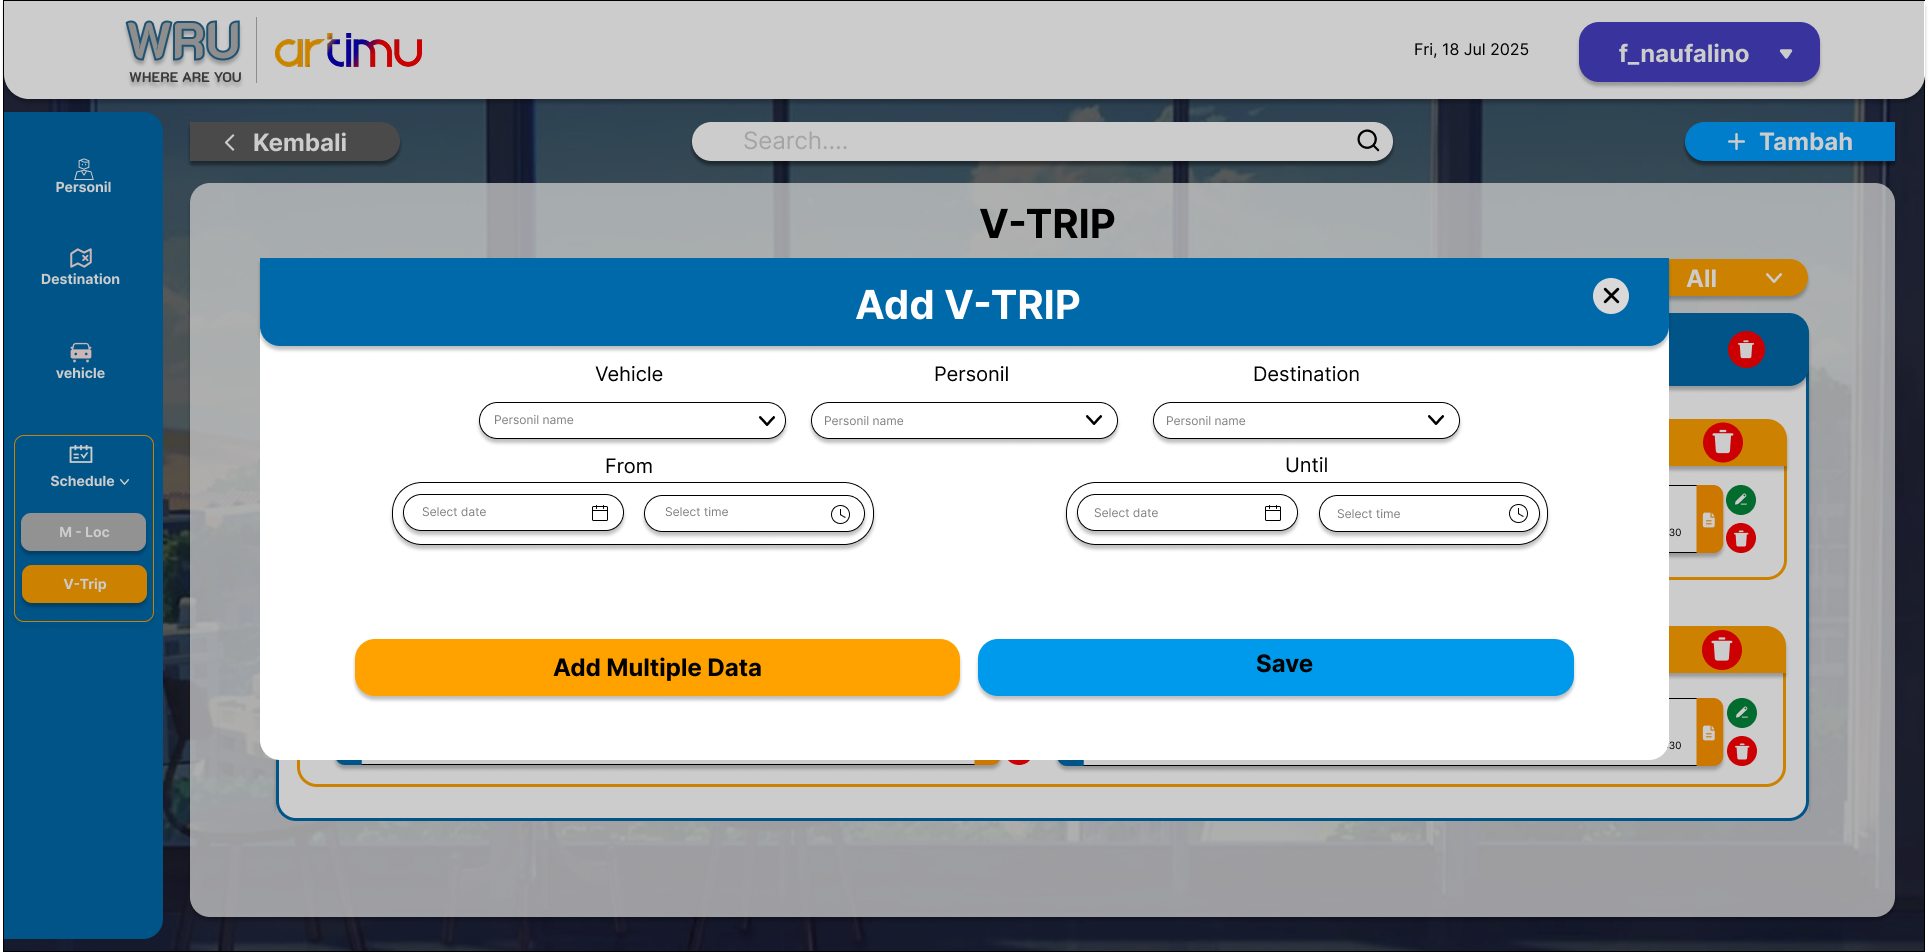 WRU
WHERE ARE YOU
artimu
Fri, 18 Jul 2025
f_naufalino
Kembali
Search....
+ Tambah
Personil
Destination
vehicle
Schedule
M - Loc
V-Trip
V-TRIP
All
Add V-TRIP
Vehicle
Personil
Destination
Personil name
Personil name
Personil name
From
Until
Select date
Select time
Select date
Select time
30
Add Multiple Data
Save
30